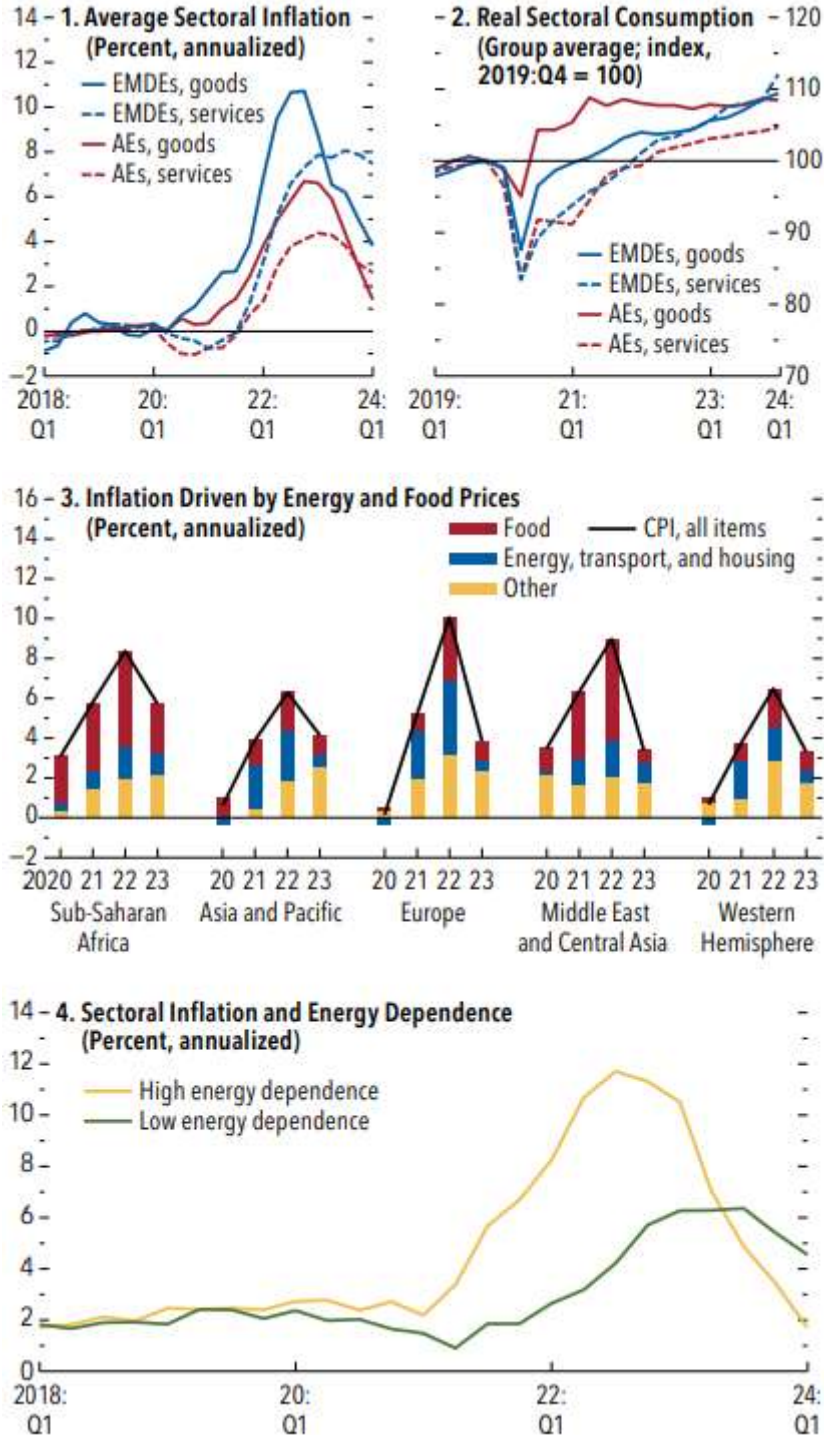 1. Average Sectoral Inflation
(Percent, annualized)
EMDEs, goods
EMDEs, services
AEs, goods
AEs, services
14
12
10
8
6
4
2
0
–2
2018:
Q1
20:
Q1
22:
Q1
24:
Q1
2. Real Sectoral Consumption
(Group average; index,
2019:Q4 = 100)
120
110
100
90
80
70
EMDEs, goods
EMDEs, services
AEs, goods
AEs, services
2019:
Q1
21:
Q1
23:
Q1
24:
Q1
3. Inflation Driven by Energy and Food Prices
(Percent, annualized)
Food
CPI, all items
Energy, transport, and housing
Other
16
14
12
10
8
6
4
2
0
–2
2020 21 22 23
Sub-Saharan
Africa
20 21 22 23
Asia and Pacific
20 21 22 23
Europe
20 21 22 23
Middle East
and Central Asia
20 21 22 23
Western
Hemisphere
4. Sectoral Inflation and Energy Dependence
(Percent, annualized)
High energy dependence
Low energy dependence
14
12
10
8
6
4
2
0
2018:
Q1
20:
Q1
22:
Q1
24:
Q1